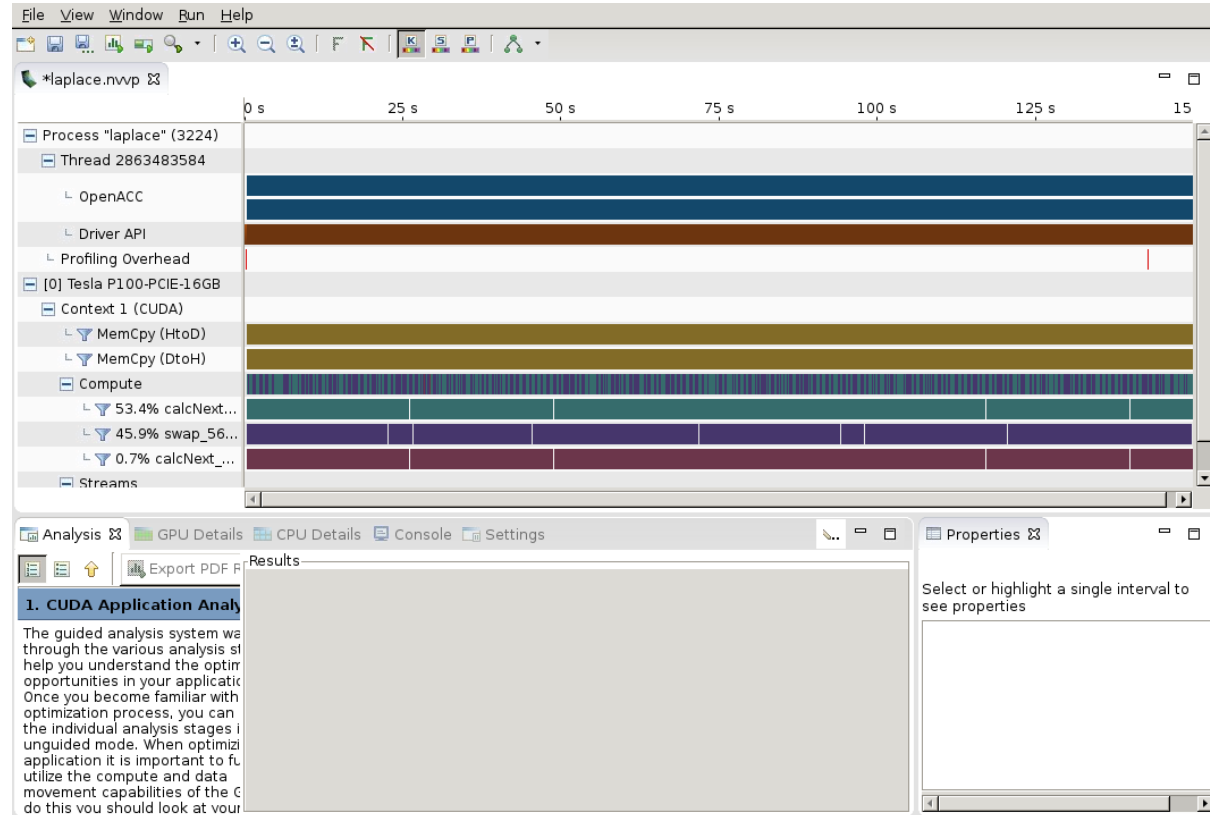 File View Window Run Help
*laplace.nvvp
0 s 25 s 50 s 75 s 100 s 125 s 15
Process "laplace" (3224)
Thread 2863483584
OpenACC
Driver API
Profiling Overhead
[0] Tesla P100-PCIE-16GB
Context 1 (CUDA)
MemCpy (HtoD)
MemCpy (DtoH)
Compute
53.4% calcNext...
45.9% swap_56...
0.7% calcNext_...
Streams
Analysis GPU Details CPU Details Console Settings
Properties
Export PDF R
Results
1. CUDA Application Analy
The guided analysis system wa
through the various analysis st
help you understand the optim
opportunities in your applicatio
Once you become familiar with
optimization process, you can
the individual analysis stages i
unguided mode. When optimizi
application it is important to fu
utilize the compute and data
movement capabilities of the G
do this you should look at your
Select or highlight a single interval to
see properties